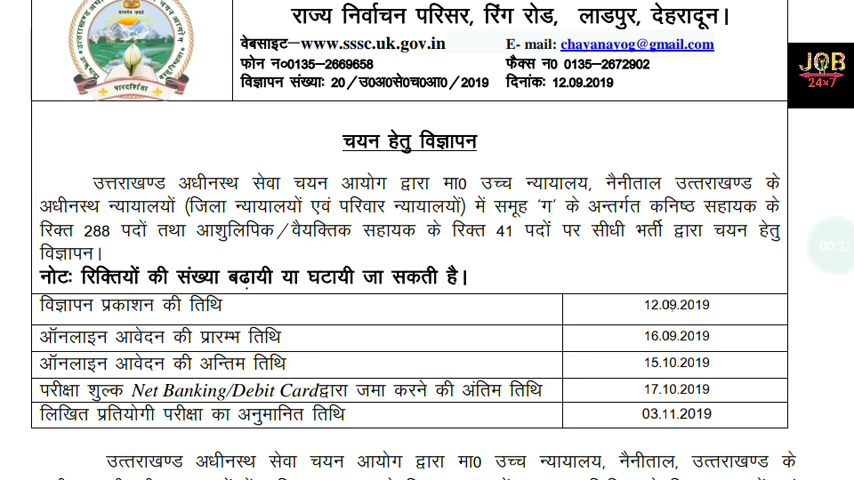 राज्य निर्वाचन परिसर, रिंग रोड, लाडपुर, देहरादून।
वेबसाइट–www.sssc.uk.gov.in E- mail: chayanayog@gmail.com
फोन न०0135-2669658 फैक्स न0 0135-2672902
विज्ञापन संख्याः 20/उ0अ0से0च0आ0/2019 दिनांकः 12.09.2019
JOB
24×7
पारदर्शिता
चयन हेतु विज्ञापन
उत्तराखण्ड अधीनस्थ सेवा चयन आयोग द्वारा मा0 उच्च न्यायालय, नैनीताल उत्तराखण्ड के
अधीनस्थ न्यायालयों (जिला न्यायालयों एवं परिवार न्यायालयों) में समूह 'ग' के अन्तर्गत कनिष्ठ सहायक के
रिक्त 288 पदों तथा आशुलिपिक/वैयक्तिक सहायक के रिक्त 41 पदों पर सीधी भर्ती द्वारा चयन हेतु
विज्ञापन।
00:32
नोटः रिक्तियों की संख्या बढ़ायी या घटायी जा सकती है।
विज्ञापन प्रकाशन की तिथि 12.09.2019
ऑनलाइन आवेदन की प्रारम्भ तिथि 16.09.2019
ऑनलाइन आवेदन की अन्तिम तिथि 15.10.2019
परीक्षा शुल्क Net Banking/Debit Cardद्वारा जमा करने की अंतिम तिथि 17.10.2019
लिखित प्रतियोगी परीक्षा का अनुमानित तिथि 03.11.2019
उत्तराखण्ड अधीनस्थ सेवा चयन आयोग द्वारा मा0 उच्च न्यायालय, नैनीताल, उत्तराखण्ड के